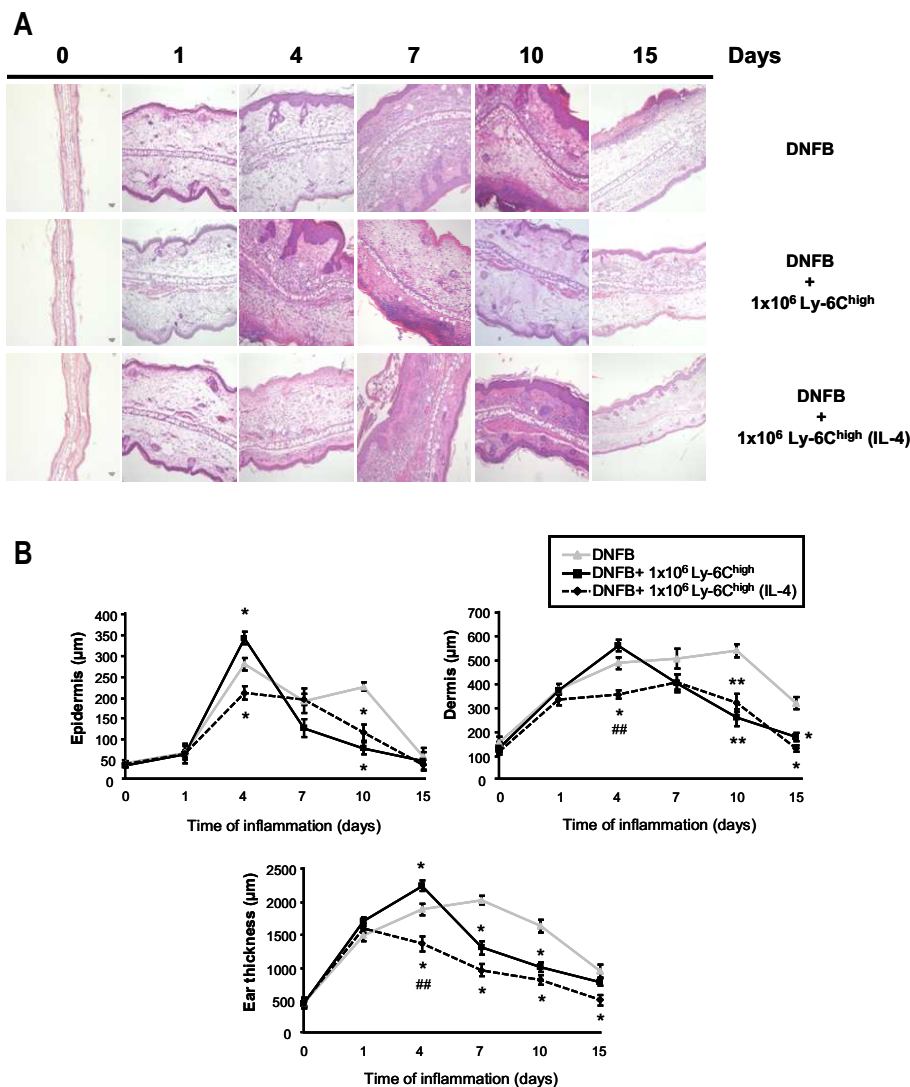 A
0 1 4 7 10 15 Days
DNFB
DNFB
+
1x10⁶ Ly-6Cʰⁱᵍʰ
DNFB
+
1x10⁶ Ly-6Cʰⁱᵍʰ (IL-4)
B
DNFB
DNFB+ 1x10⁶ Ly-6Cʰⁱᵍʰ
DNFB+ 1x10⁶ Ly-6Cʰⁱᵍʰ (IL-4)
Epidermis (µm)
400
350
300
250
200
150
100
50
0
*
*
*
*
0 1 4 7 10 15
Time of inflammation (days)
Dermis (µm)
700
600
500
400
300
200
100
0
*
##
**
**
*
*
0 1 4 7 10 15
Time of inflammation (days)
Ear thickness (µm)
2500
2000
1500
1000
500
0
*
*
##
*
*
*
*
*
0 1 4 7 10 15
Time of inflammation (days)